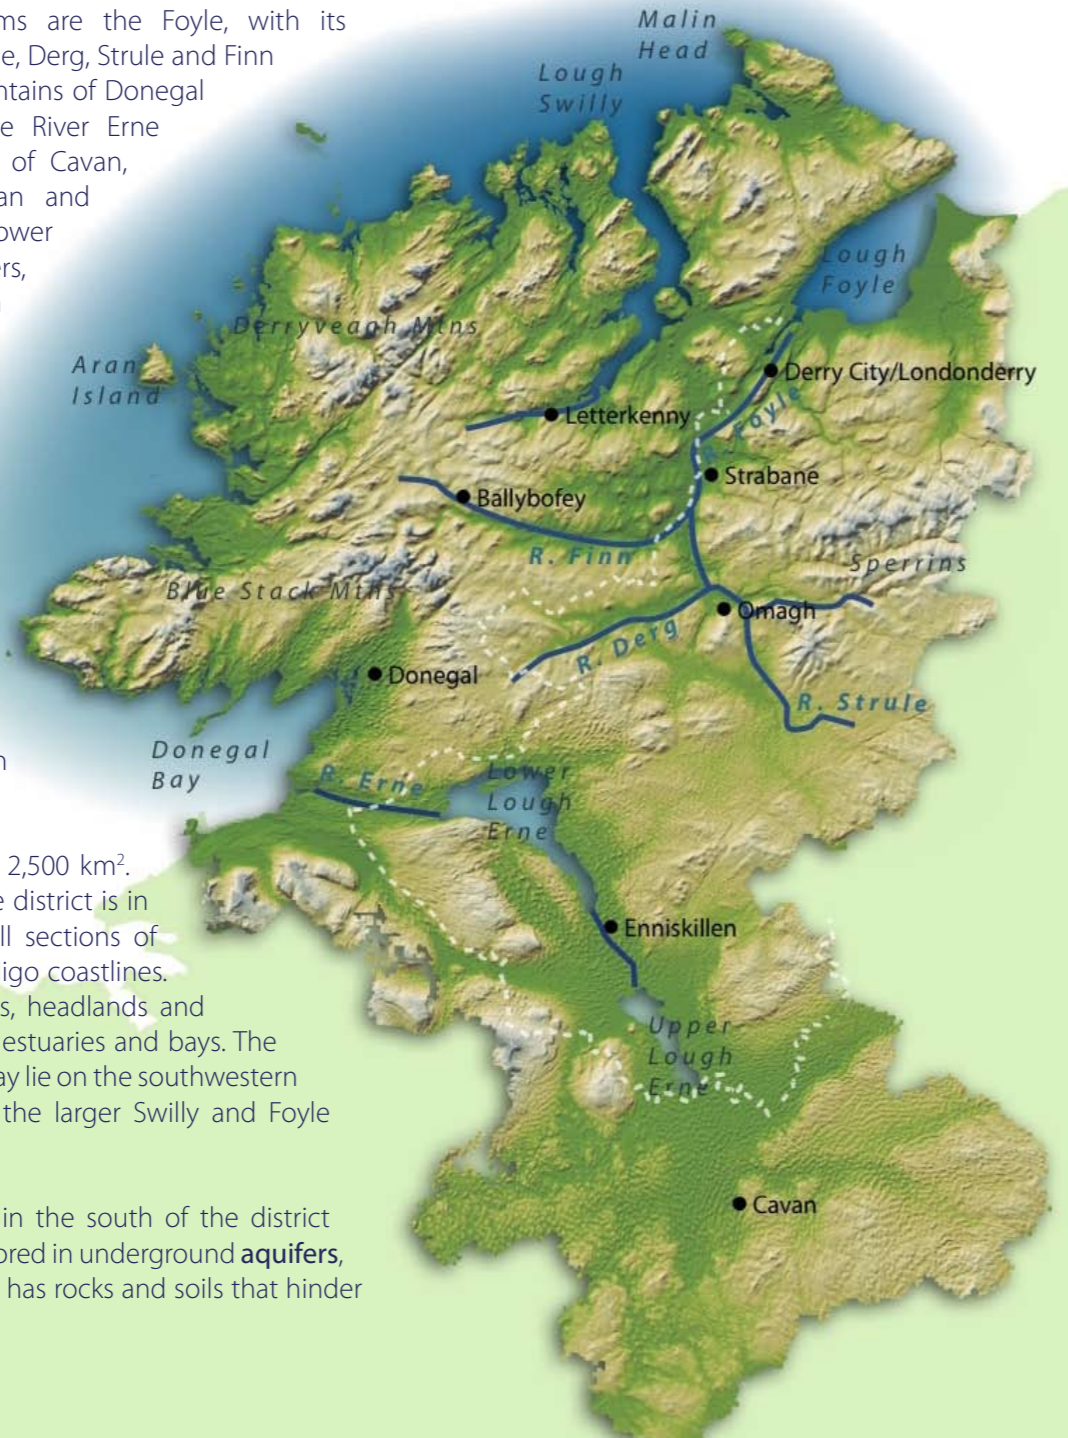 ms are the Foyle, with its
e, Derg, Strule and Finn
ntains of Donegal
e River Erne
of Cavan,
an and
ower
ers,
n
2,500 km².
e district is in
ll sections of
igo coastlines.
s, headlands and
estuaries and bays. The
ay lie on the southwestern
the larger Swilly and Foyle
in the south of the district
ored in underground aquifers,
has rocks and soils that hinder
Malin
Head
Lough
Swilly
Lough
Foyle
Derryveagh Mtns
Aran
Island
Derry City/Londonderry
Letterkenny
R. Foyle
Strabane
Ballybofey
R. Finn
Sperrins
Blue Stack Mtns
Omagh
R. Derg
Donegal
R. Strule
Donegal
Bay
R. Erne
Lower
Lough
Erne
Enniskillen
Upper
Lough
Erne
Cavan